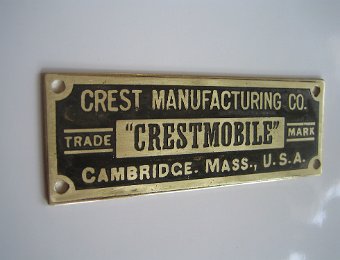 CREST MANUFACTURING CO.
TRADE "CRESTMOBILE" MARK
CAMBRIDGE. MASS., U.S.A.